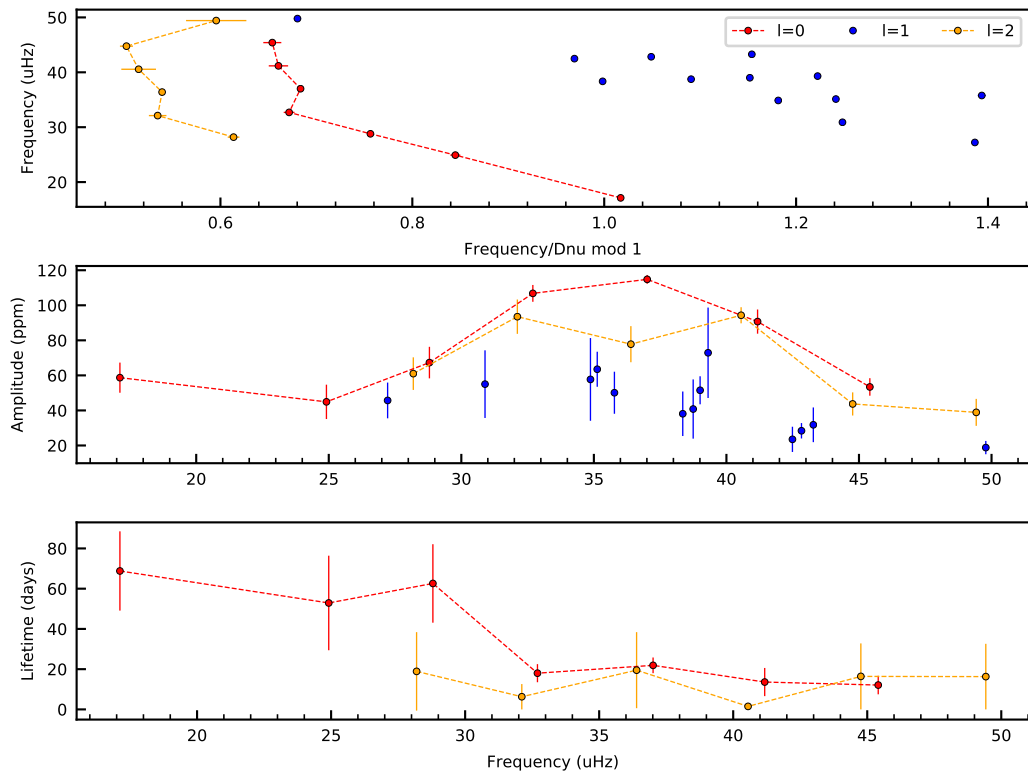 50
40
30
20
Frequency (uHz)
l=0 l=1 l=2
0.6 0.8 1.0 1.2 1.4
Frequency/Dnu mod 1
120
100
80
60
40
20
Amplitude (ppm)
20 25 30 35 40 45 50
80
60
40
20
0
Lifetime (days)
20 25 30 35 40 45 50
Frequency (uHz)